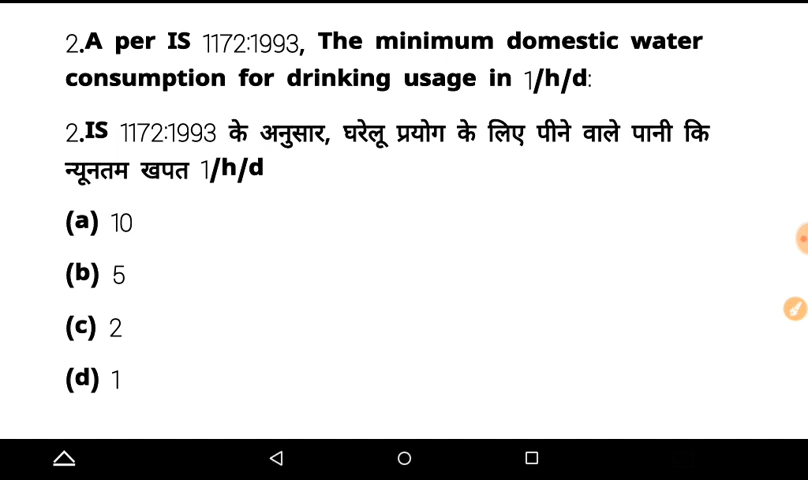 2.A per IS 1172:1993, The minimum domestic water
consumption for drinking usage in 1/h/d:
2.IS 1172:1993 के अनुसार, घरेलू प्रयोग के लिए पीने वाले पानी कि
न्यूनतम खपत 1/h/d
(a) 10
(b) 5
(c) 2
(d) 1